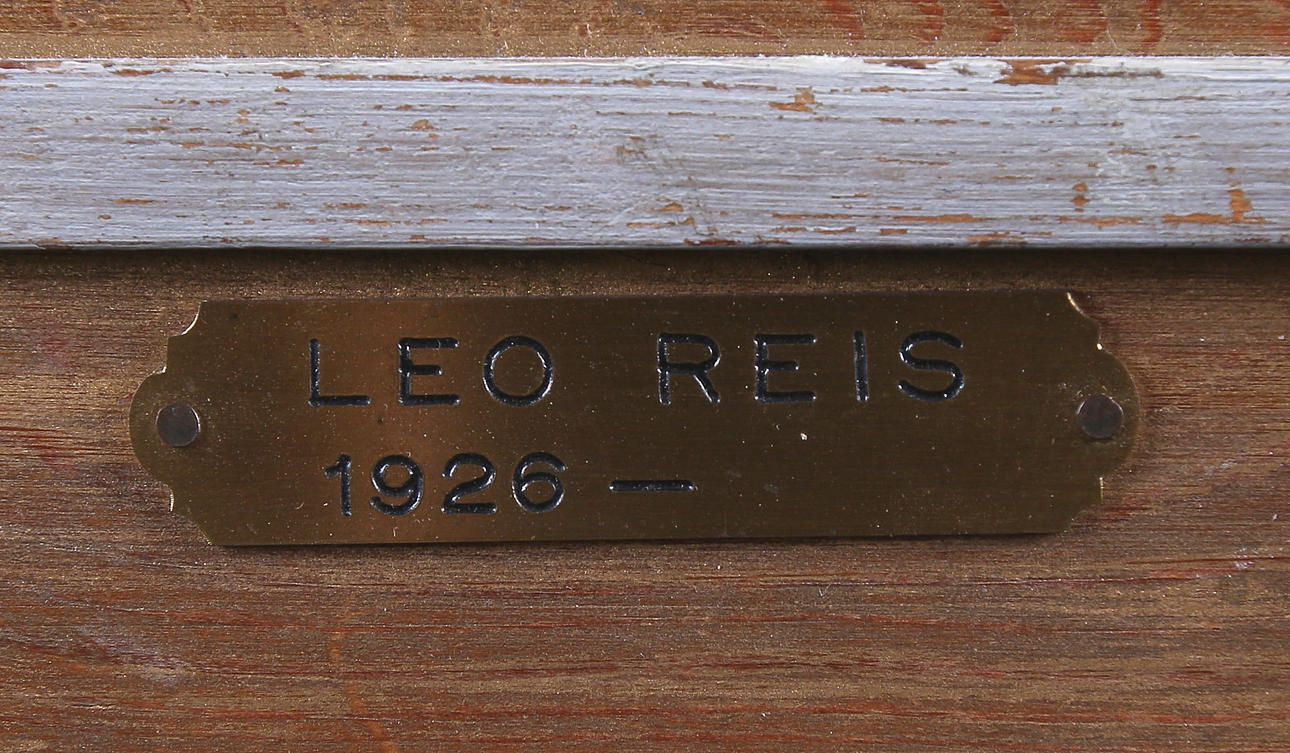 LEO REIS
1926 —